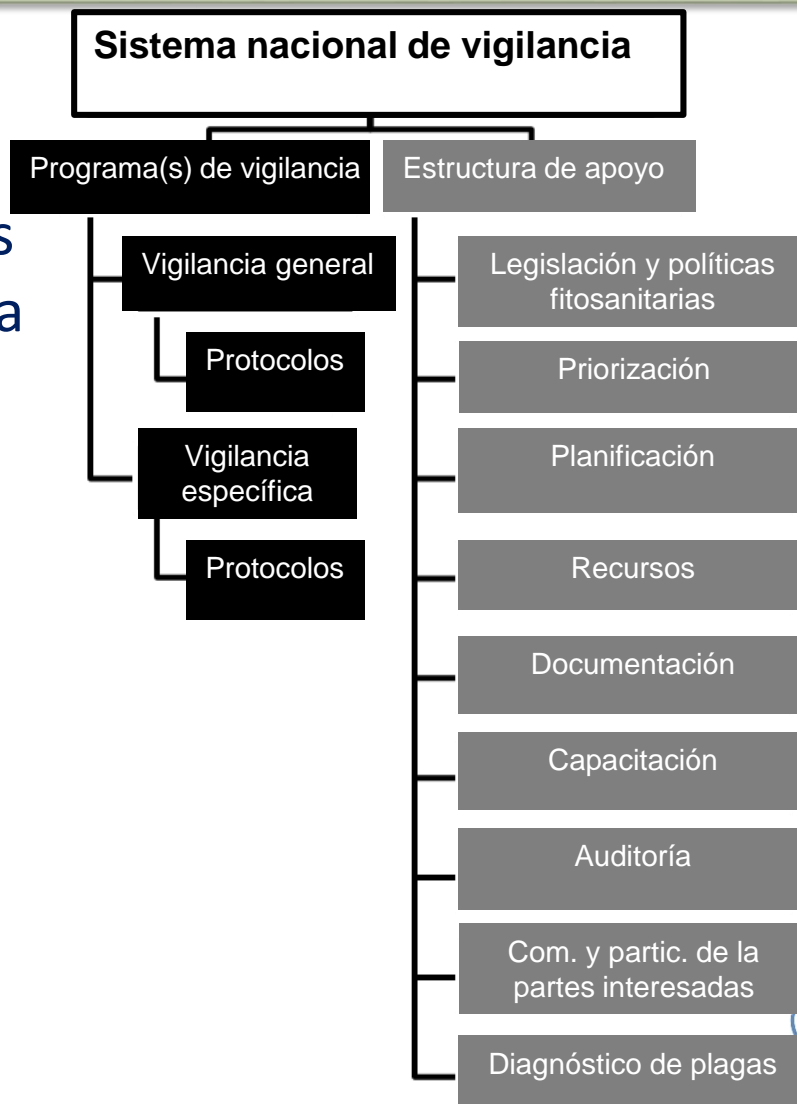 Sistema nacional de vigilancia
Programa(s) de vigilancia
Vigilancia general
Protocolos
Vigilancia
específica
Protocolos
Estructura de apoyo
Legislación y políticas
fitosanitarias
Priorización
Planificación
Recursos
Documentación
Capacitación
Auditoría
Com. y partic. de la
partes interesadas
Diagnóstico de plagas
s
a